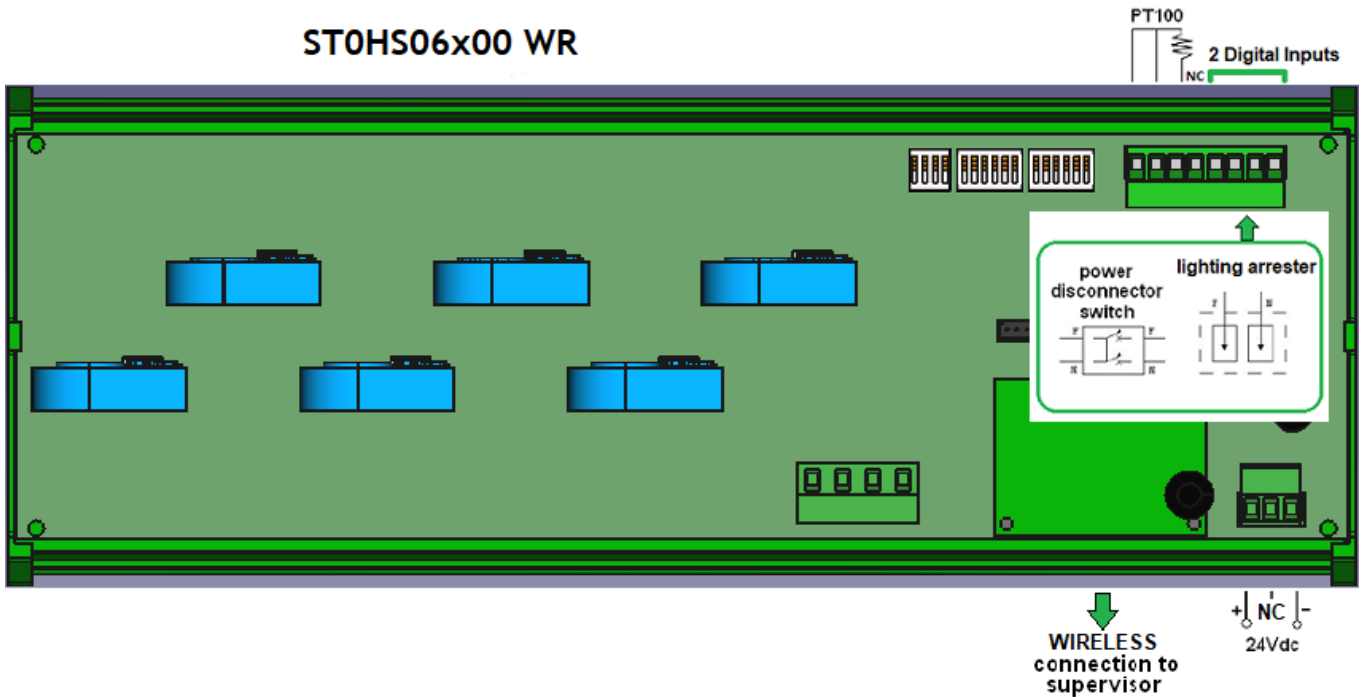 ST0HS06x00 WR
PT100
NC
2 Digital Inputs
power
disconnector
switch
F F
N N
lighting arrester
F N
WIRELESS
connection to
supervisor
+ NC -
24Vdc